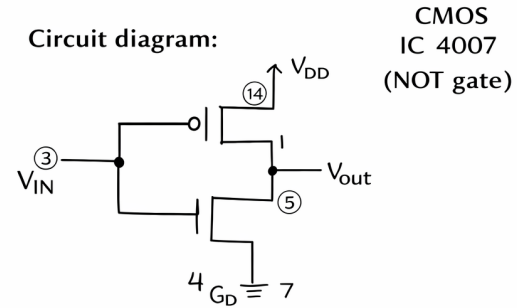 CMOS
IC 4007
(NOT gate)
Circuit diagram:
VDD
14
3
1
VIN
Vout
5
4 GD 7